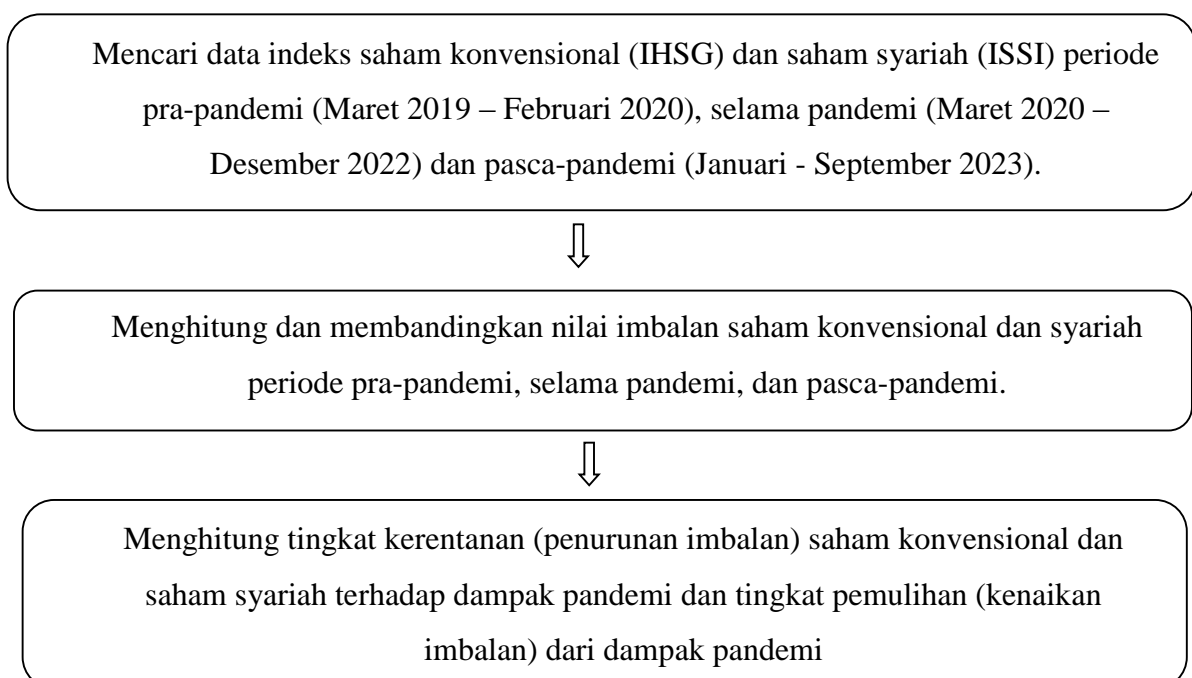 Mencari data indeks saham konvensional (IHSG) dan saham syariah (ISSI) periode
pra-pandemi (Maret 2019 – Februari 2020), selama pandemi (Maret 2020 –
Desember 2022) dan pasca-pandemi (Januari - September 2023).
Menghitung dan membandingkan nilai imbalan saham konvensional dan syariah
periode pra-pandemi, selama pandemi, dan pasca-pandemi.
Menghitung tingkat kerentanan (penurunan imbalan) saham konvensional dan
saham syariah terhadap dampak pandemi dan tingkat pemulihan (kenaikan
imbalan) dari dampak pandemi